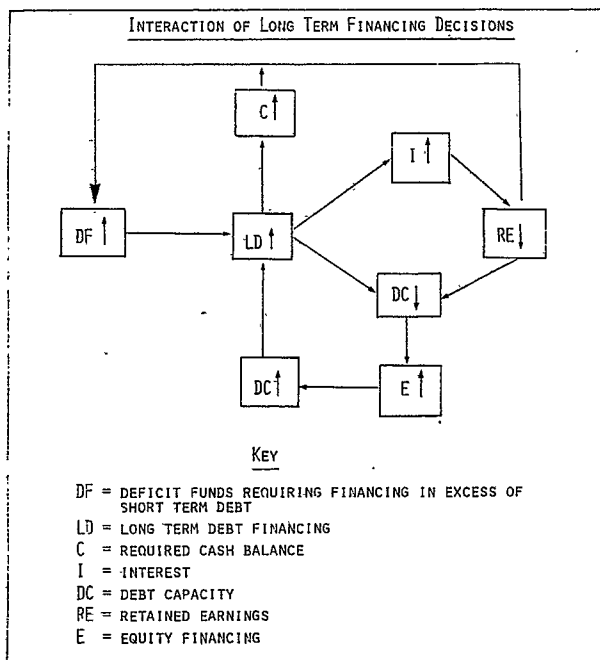 INTERACTION OF LONG TERM FINANCING DECISIONS
C↑
I↑
DF↑
LD↑
RE↓
DC↓
DC↑
E↑
KEY
DF = DEFICIT FUNDS REQUIRING FINANCING IN EXCESS OF
SHORT TERM DEBT
LD = LONG TERM DEBT FINANCING
C = REQUIRED CASH BALANCE
I = INTEREST
DC = DEBT CAPACITY
RE = RETAINED EARNINGS
E = EQUITY FINANCING